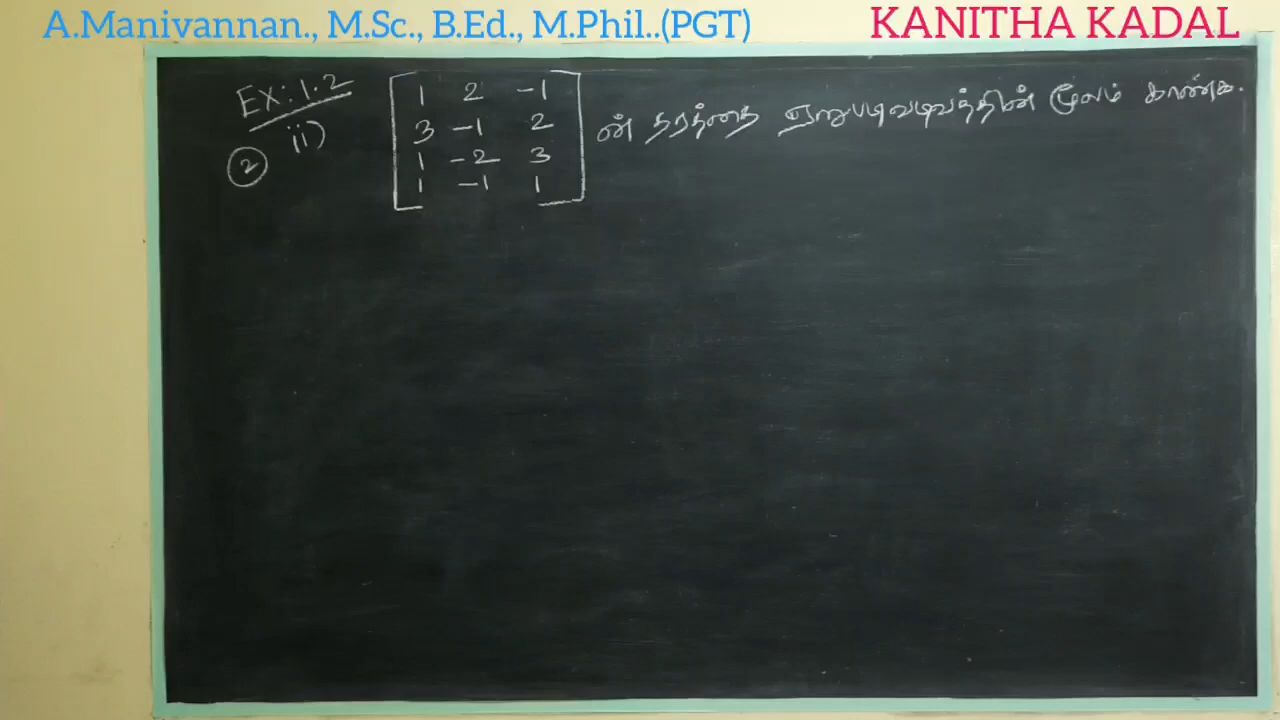 A.Manivannan., M.Sc., B.Ed., M.Phil..(PGT) KANITHA KADAL
EX: 1.2
② ii) [1 2 -1
3 -1 2
1 -2 3
1 -1 1] ன் தரத்தை ஏறுபடிவடிவத்தின் மூலம் காண்க.